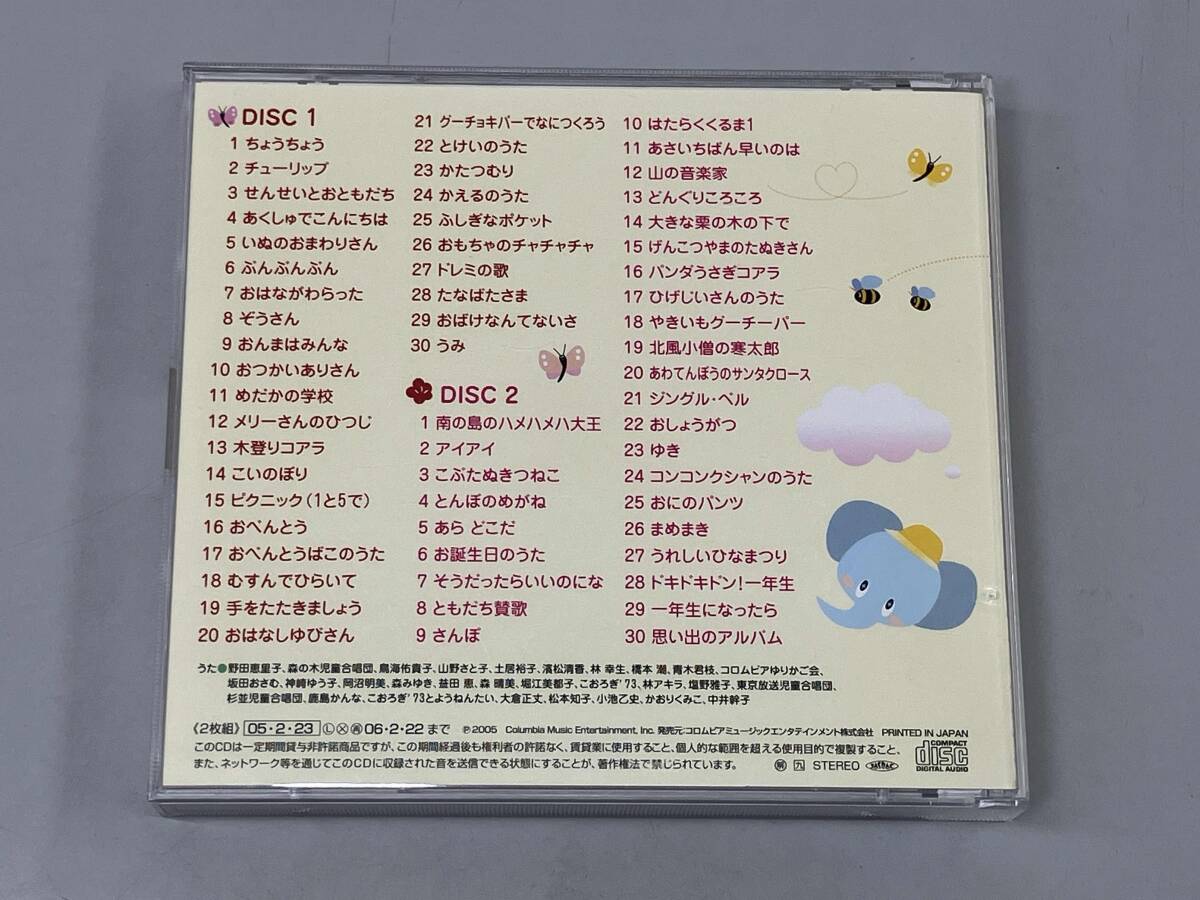 DISC 1
1 ちょうちょう
2 チューリップ
3 せんせいとおともだち
4 あくしゅでこんにちは
5 いぬのおまわりさん
6 ぶんぶんぶん
7 おはながわらった
8 ぞうさん
9 おんまはみんな
10 おつかいありさん
11 めだかの学校
12 メリーさんのひつじ
13 木登りコアラ
14 こいのぼり
15 ピクニック(1と5で)
16 おべんとう
17 おべんとうばこのうた
18 むすんでひらいて
19 手をたたきましょう
20 おはなしゆびさん
21 グーチョキパーでなにつくろう
22 とけいのうた
23 かたつむり
24 かえるのうた
25 ふしぎなポケット
26 おもちゃのチャチャチャ
27 ドレミの歌
28 たなばたさま
29 おばけなんてないさ
30 うみ
DISC 2
1 南の島のハメハメハ大王
2 アイアイ
3 こぶたぬきつねこ
4 とんぼのめがね
5 あら どこだ
6 お誕生日のうた
7 そうだったらいいのにな
8 ともだち賛歌
9 さんぽ
10 はたらくくるま1
11 あさいちばん早いのは
12 山の音楽家
13 どんぐりころころ
14 大きな栗の木の下で
15 げんこつやまのたぬきさん
16 パンダうさぎコアラ
17 ひげじいさんのうた
18 やきいもグーチーパー
19 北風小僧の寒太郎
20 あわてんぼうのサンタクロース
21 ジングル・ベル
22 おしょうがつ
23 ゆき
24 コンコンクシャンのうた
25 おにのパンツ
26 まめまき
27 うれしいひなまつり
28 ドキドキドン!一年生
29 一年生になったら
30 思い出のアルバム
うた●野田恵里子、森の木児童合唱団、鳥海佑貴子、山野さと子、土居裕子、濱松清香、林 幸生、橋本 潮、青木君枝、コロムビアゆりかご会、
坂田おさむ、神崎ゆう子、岡沼明美、森みゆき、益田 恵、森 晴美、堀江美都子、こおろぎ'73、林アキラ、塩野雅子、東京放送児童合唱団、
杉並児童合唱団、鹿島かんな、こおろぎ'73とようねんたい、大倉正丈、松本知子、小池乙史、かおりくみこ、中井幹子
《2枚組》 05・2・23 Ⓛ再06・2・22 まで ℗2005 Columbia Music Entertainment, Inc. 発売元:コロムビアミュージックエンタテインメント株式会社 PRINTED IN JAPAN
このCDは一定期間貸与非許諾商品ですが、この期間経過後も権利者の許諾なく、賃貸業に使用すること、個人的な範囲を超える使用目的で複製すること、
また、ネットワーク等を通じてこのCDに収録された音を送信できる状態にすることが、著作権法で禁じられています。
解 九 STEREO
COMPACT disc DIGITAL AUDIO